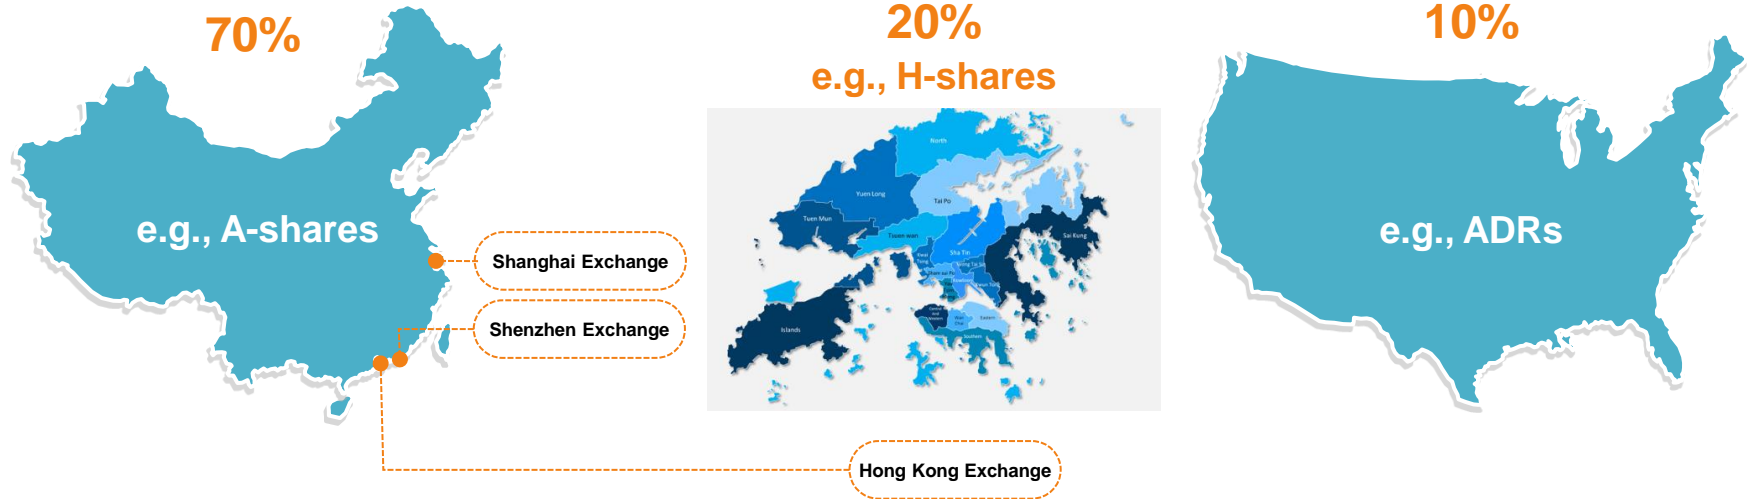 70%
e.g., A-shares
Shanghai Exchange
Shenzhen Exchange
20%
e.g., H-shares
North
Yuen Long
Tai Po
Tuen Mun
Tsuen wan
Sha Tin
Sai Kung
Islands
Eastern
Southern
Hong Kong Exchange
10%
e.g., ADRs